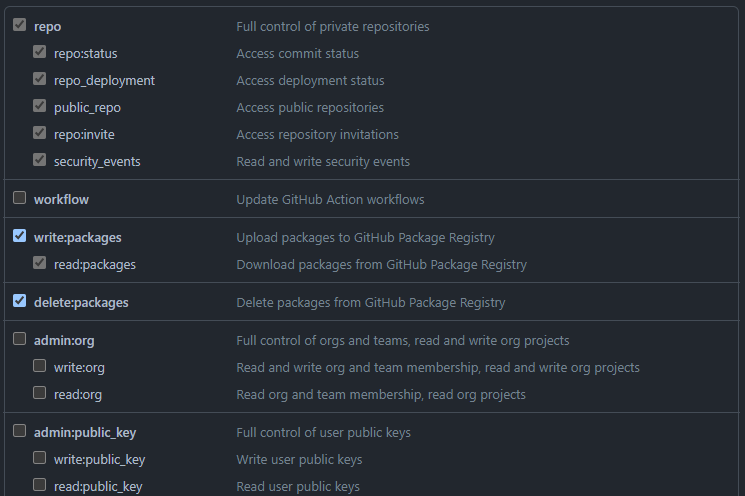 repo Full control of private repositories
repo:status Access commit status
repo_deployment Access deployment status
public_repo Access public repositories
repo:invite Access repository invitations
security_events Read and write security events
workflow Update GitHub Action workflows
write:packages Upload packages to GitHub Package Registry
read:packages Download packages from GitHub Package Registry
delete:packages Delete packages from GitHub Package Registry
admin:org Full control of orgs and teams, read and write org projects
write:org Read and write org and team membership, read and write org projects
read:org Read org and team membership, read org projects
admin:public_key Full control of user public keys
write:public_key Write user public keys
read:public_key Read user public keys